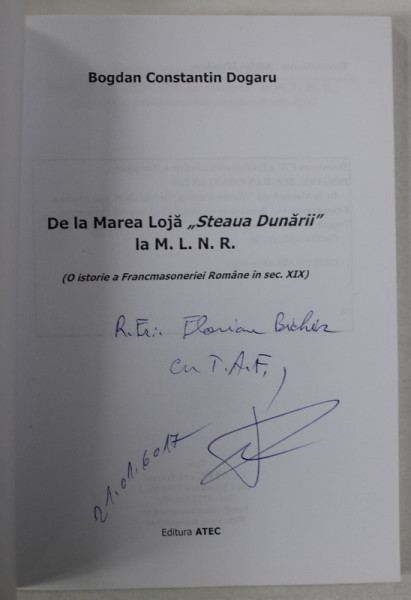 Bogdan Constantin Dogaru
De la Marea Lojă „Steaua Dunării”
la M. L. N. R.
(O istorie a Francmasoneriei Române în sec. XIX)
R. Fr:. Florian
cu T.A.F.,
21.01.6017
Editura ATEC